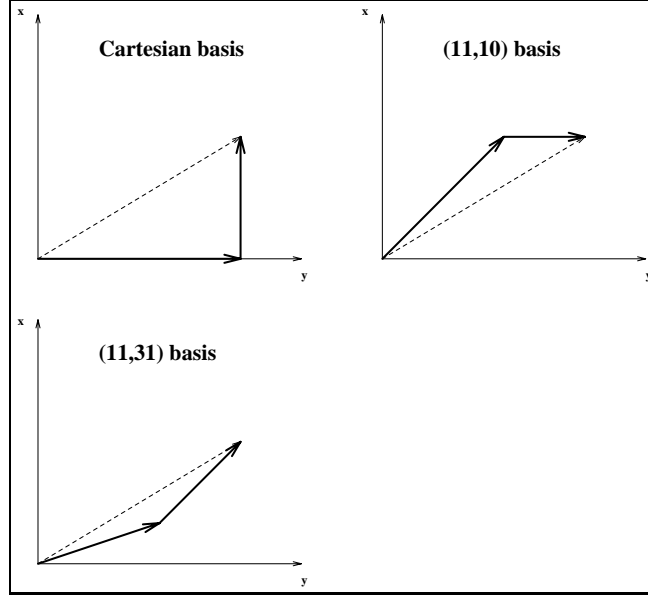 x
Cartesian basis
y
x
(11,10) basis
y
x
(11,31) basis
y